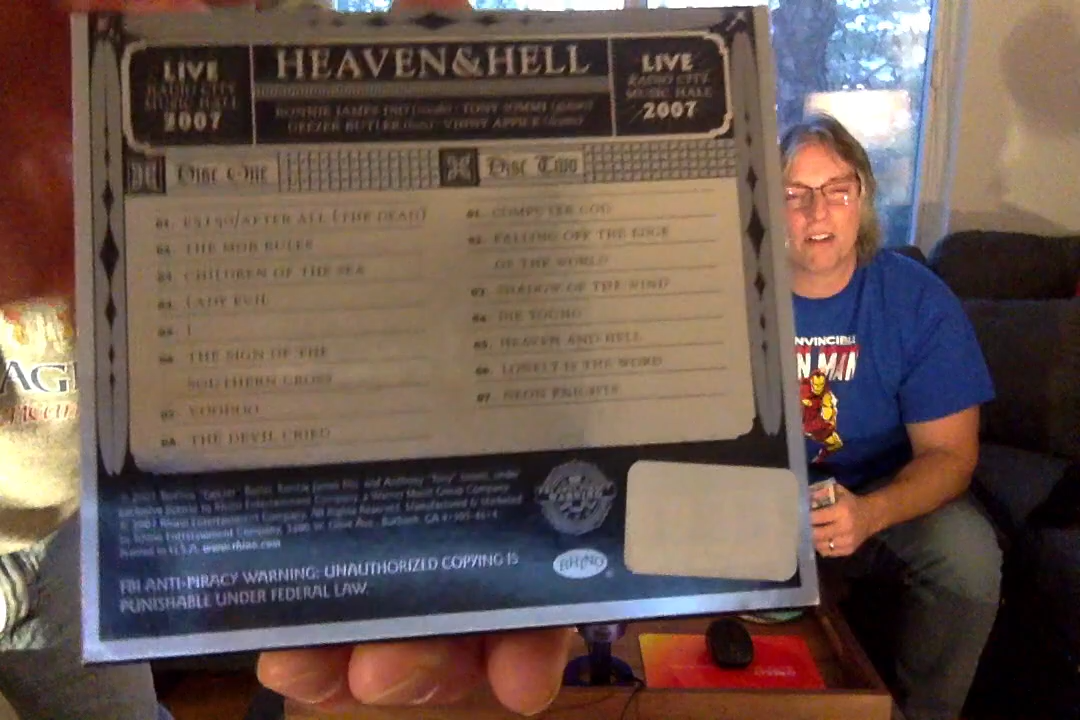 HEAVEN&HELL
LIVE
RADIO CITY
MUSIC HALL
2007
RONNIE JAMES DIO TONY IOMMI
GEEZER BUTLER VINNY APPICE
LIVE
RADIO CITY
MUSIC HALL
2007
Disc One
01. E5150/AFTER ALL (THE DEAD)
02. THE MOB RULES
03. CHILDREN OF THE SEA
04. LADY EVIL
05. I
06. THE SIGN OF THE
SOUTHERN CROSS
07. VOODOO
08. THE DEVIL CRIED
Disc Two
01. COMPUTER GOD
02. FALLING OFF THE EDGE
OF THE WORLD
03. SHADOW OF THE WIND
04. DIE YOUNG
05. HEAVEN AND HELL
06. LONELY IS THE WORD
07. NEON KNIGHTS
WARNING
RHINO
FBI ANTI-PIRACY WARNING: UNAUTHORIZED COPYING IS
PUNISHABLE UNDER FEDERAL LAW.
INVINCIBLE
N MAN
AG